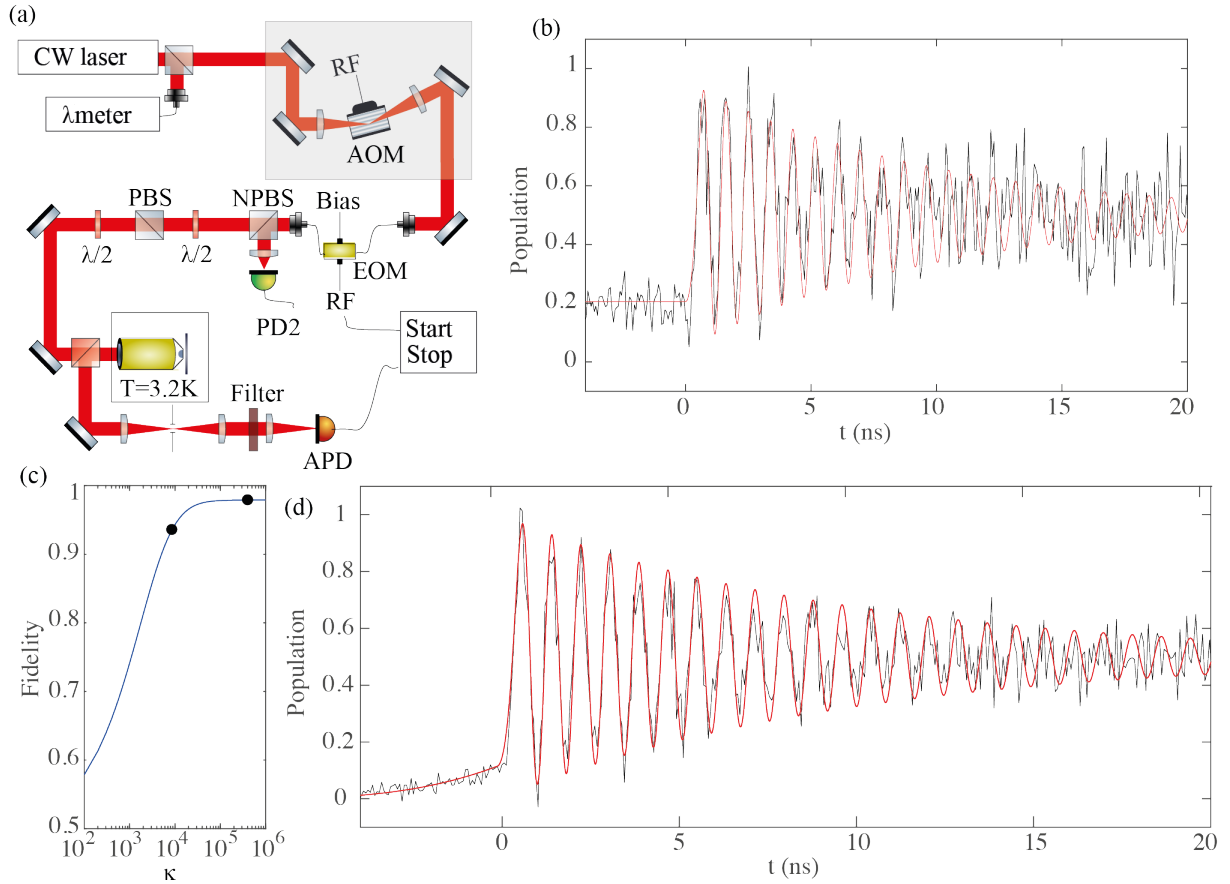 (a)
CW laser
λmeter
RF
AOM
PBS
NPBS
Bias
λ/2
λ/2
EOM
PD2
RF
Start
Stop
T=3.2K
Filter
APD
(b)
Population
1
0.8
0.6
0.4
0.2
0
0
5
10
15
20
t (ns)
(c)
Fidelity
1
0.9
0.8
0.7
0.6
0.5
10²
10³
10⁴
10⁵
10⁶
κ
(d)
Population
1
0.8
0.6
0.4
0.2
0
0
5
10
15
20
t (ns)